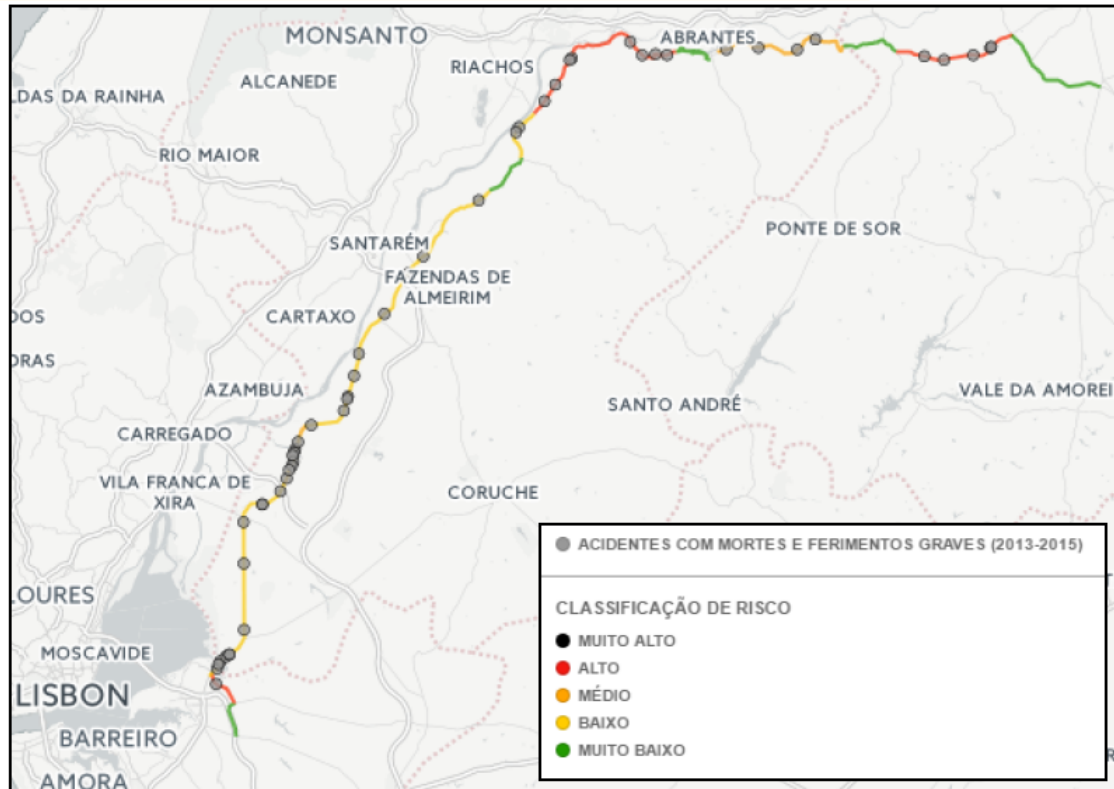 MONSANTO
ABRANTES
RIACHOS
ALCANEDE
LDAS DA RAINHA
RIO MAIOR
PONTE DE SOR
SANTARÉM
FAZENDAS DE
ALMEIRIM
CARTAXO
DOS
ORAS
AZAMBUJA
VALE DA AMOREI
SANTO ANDRÉ
CARREGADO
VILA FRANCA DE
XIRA
CORUCHE
LOURES
MOSCAVIDE
LISBON
BARREIRO
AMORA
ACIDENTES COM MORTES E FERIMENTOS GRAVES (2013-2015)
CLASSIFICAÇÃO DE RISCO
MUITO ALTO
ALTO
MÉDIO
BAIXO
MUITO BAIXO